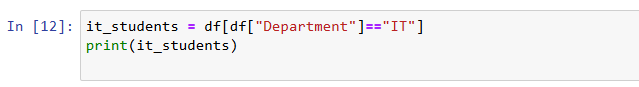 In [12]: it_students = df[df["Department"]=="IT"]
print(it_students)